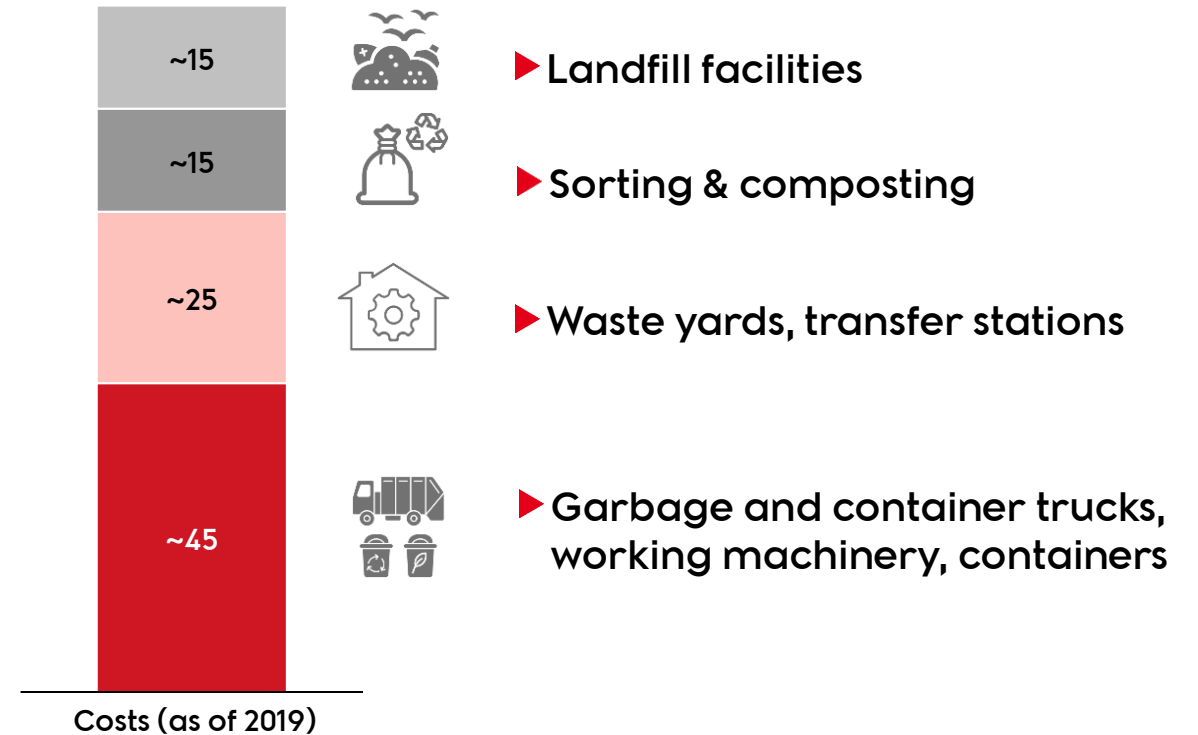 ~15
Landfill facilities
~15
Sorting & composting
~25
Waste yards, transfer stations
~45
Garbage and container trucks,
working machinery, containers
Costs (as of 2019)